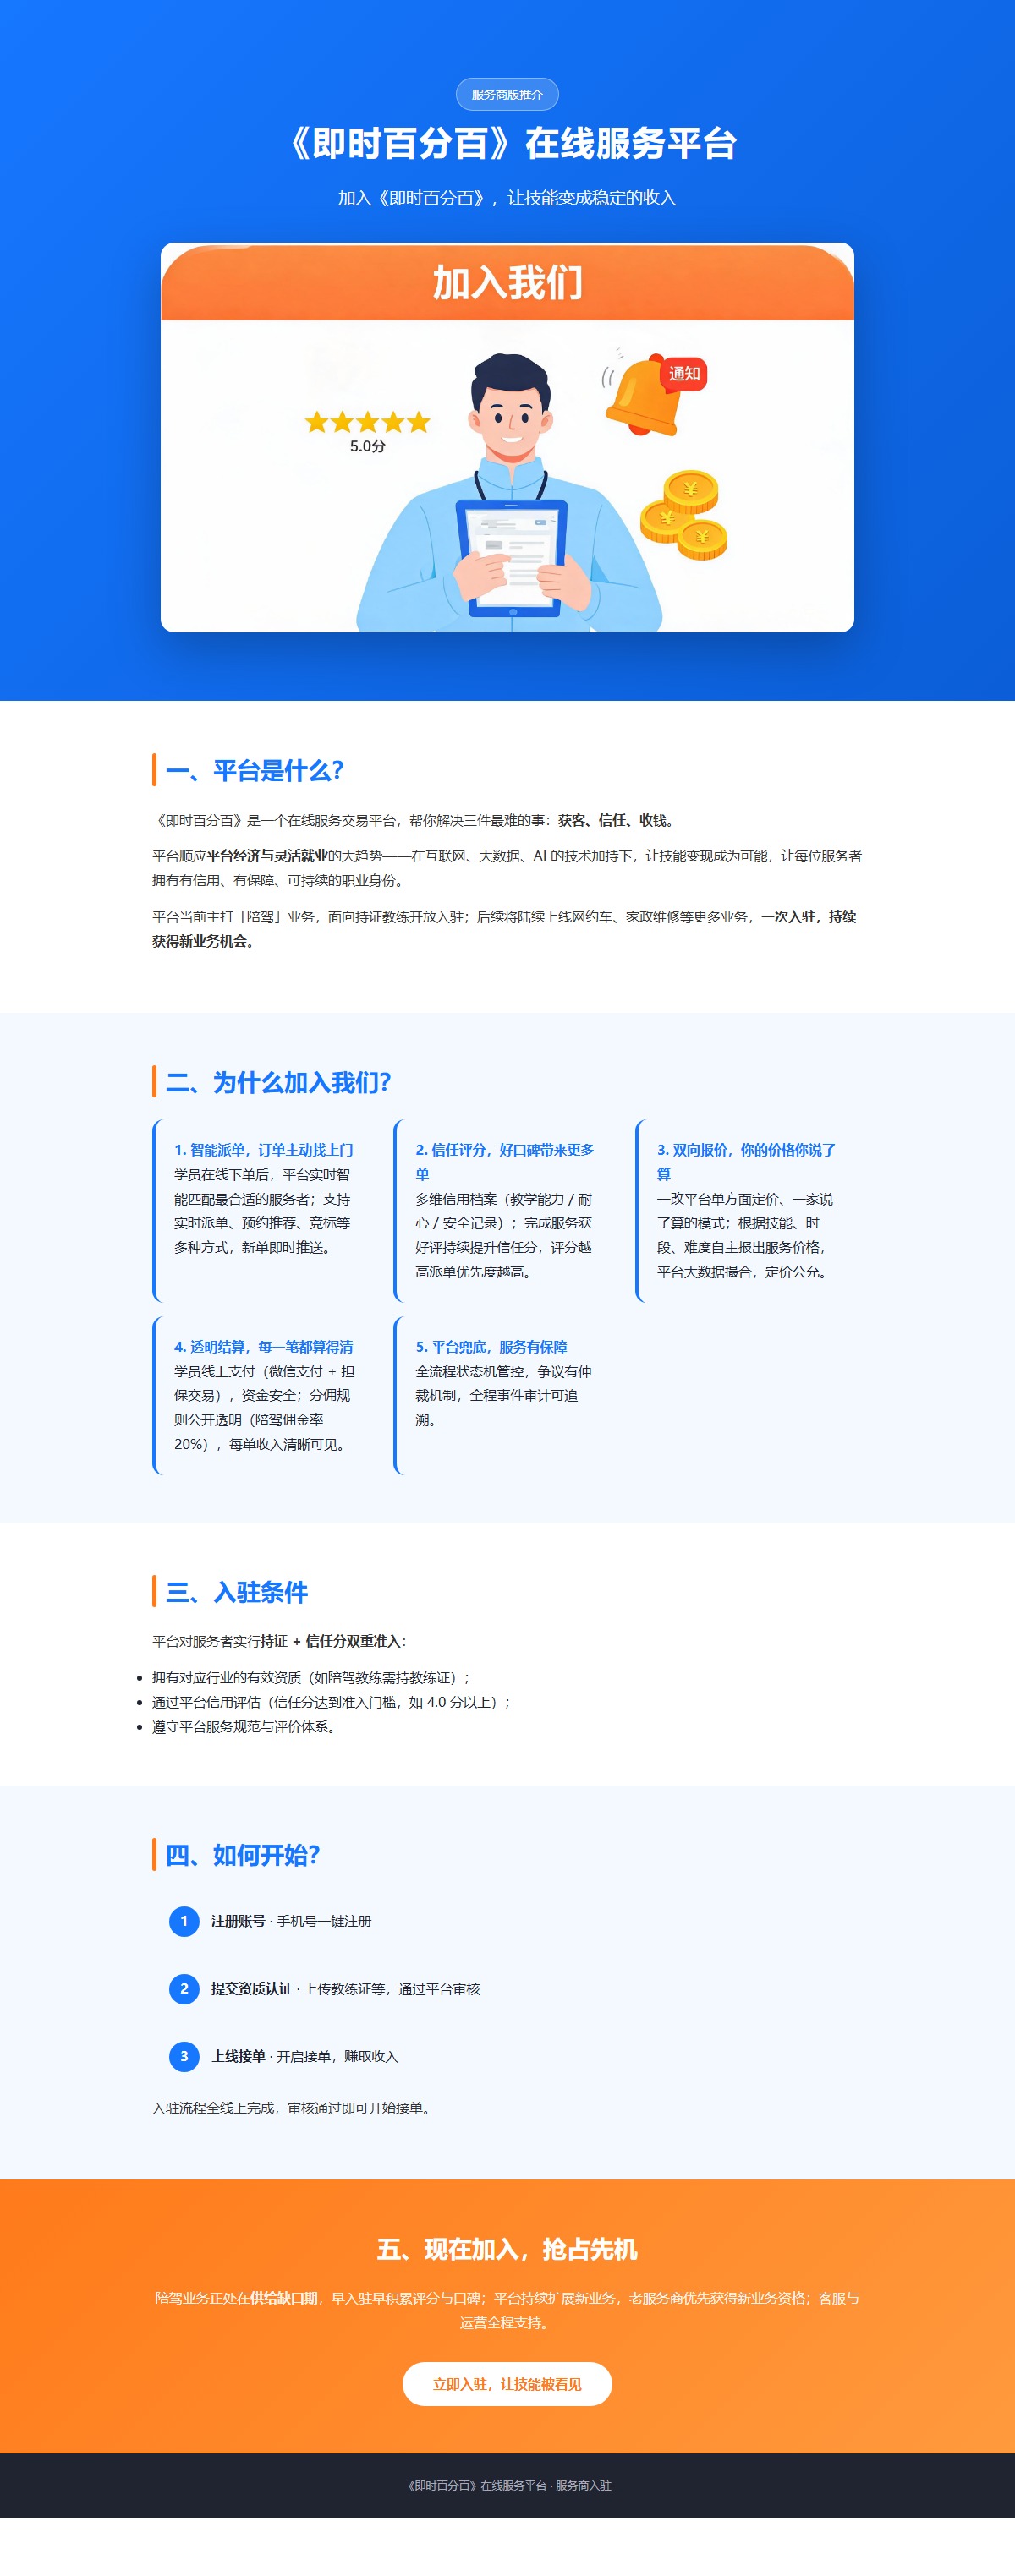 服务商版推介
《即时百分百》在线服务平台
加入《即时百分百》，让技能变成稳定的收入
加入我们
通知
5.0分
¥
¥
¥
一、平台是什么？
《即时百分百》是一个在线服务交易平台，帮你解决三件最难的事：获客、信任、收钱。
平台顺应平台经济与灵活就业的大趋势——在互联网、大数据、AI 的技术加持下，让技能变现成为可能，让每位服务者
拥有有信用、有保障、可持续的职业身份。
平台当前主打「陪驾」业务，面向持证教练开放入驻；后续将陆续上线网约车、家政维修等更多业务，一次入驻，持续
获得新业务机会。
二、为什么加入我们？
1. 智能派单，订单主动找上门
学员在线下单后，平台实时智
能匹配最合适的服务者；支持
实时派单、预约推荐、竞标等
多种方式，新单即时推送。
2. 信任评分，好口碑带来更多
单
多维信用档案（教学能力 / 耐
心 / 安全记录）；完成服务获
好评持续提升信任分，评分越
高派单优先度越高。
3. 双向报价，你的价格你说了
算
一改平台单方面定价、一家说
了算的模式；根据技能、时
段、难度自主报出服务价格，
平台大数据撮合，定价公允。
4. 透明结算，每一笔都算得清
学员线上支付（微信支付 + 担
保交易），资金安全；分佣规
则公开透明（陪驾佣金率
20%），每单收入清晰可见。
5. 平台兜底，服务有保障
全流程状态机管控，争议有仲
裁机制，全程事件审计可追
溯。
三、入驻条件
平台对服务者实行持证 + 信任分双重准入：
• 拥有对应行业的有效资质（如陪驾教练需持教练证）；
• 通过平台信用评估（信任分达到准入门槛，如 4.0 分以上）；
• 遵守平台服务规范与评价体系。
四、如何开始？
1 注册账号 · 手机号一键注册
2 提交资质认证 · 上传教练证等，通过平台审核
3 上线接单 · 开启接单，赚取收入
入驻流程全线上完成，审核通过即可开始接单。
五、现在加入，抢占先机
陪驾业务正处在供给缺口期，早入驻早积累评分与口碑；平台持续扩展新业务，老服务商优先获得新业务资格；客服与
运营全程支持。
立即入驻，让技能被看见
《即时百分百》在线服务平台 · 服务商入驻